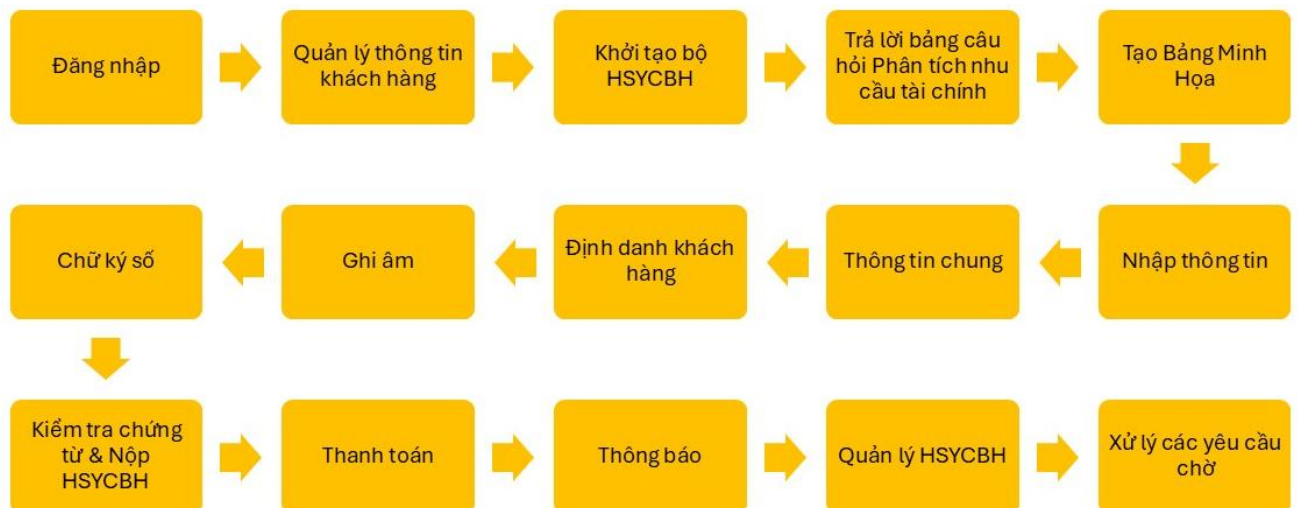 Đăng nhập
Quản lý thông tin
khách hàng
Khởi tạo bộ
HSYCBH
Trả lời bảng câu
hỏi Phân tích nhu
cầu tài chính
Tạo Bảng Minh
Họa
Nhập thông tin
Thông tin chung
Định danh khách
hàng
Ghi âm
Chữ ký số
Kiểm tra chứng
từ & Nộp
HSYCBH
Thanh toán
Thông báo
Quản lý HSYCBH
Xử lý các yêu cầu
chờ